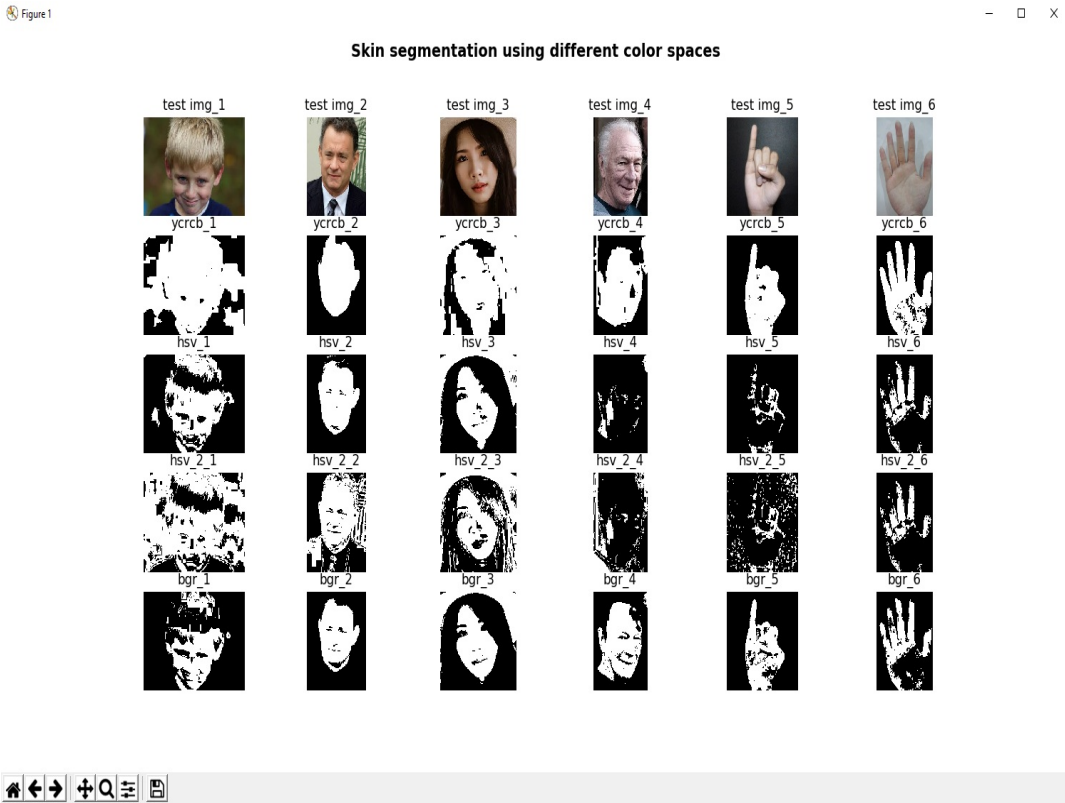 Figure 1
Skin segmentation using different color spaces
test img_1 test img_2 test img_3 test img_4 test img_5 test img_6
ycrcb_1 ycrcb_2 ycrcb_3 ycrcb_4 ycrcb_5 ycrcb_6
hsv_1 hsv_2 hsv_3 hsv_4 hsv_5 hsv_6
hsv_2_1 hsv_2_2 hsv_2_3 hsv_2_4 hsv_2_5 hsv_2_6
bgr_1 bgr_2 bgr_3 bgr_4 bgr_5 bgr_6